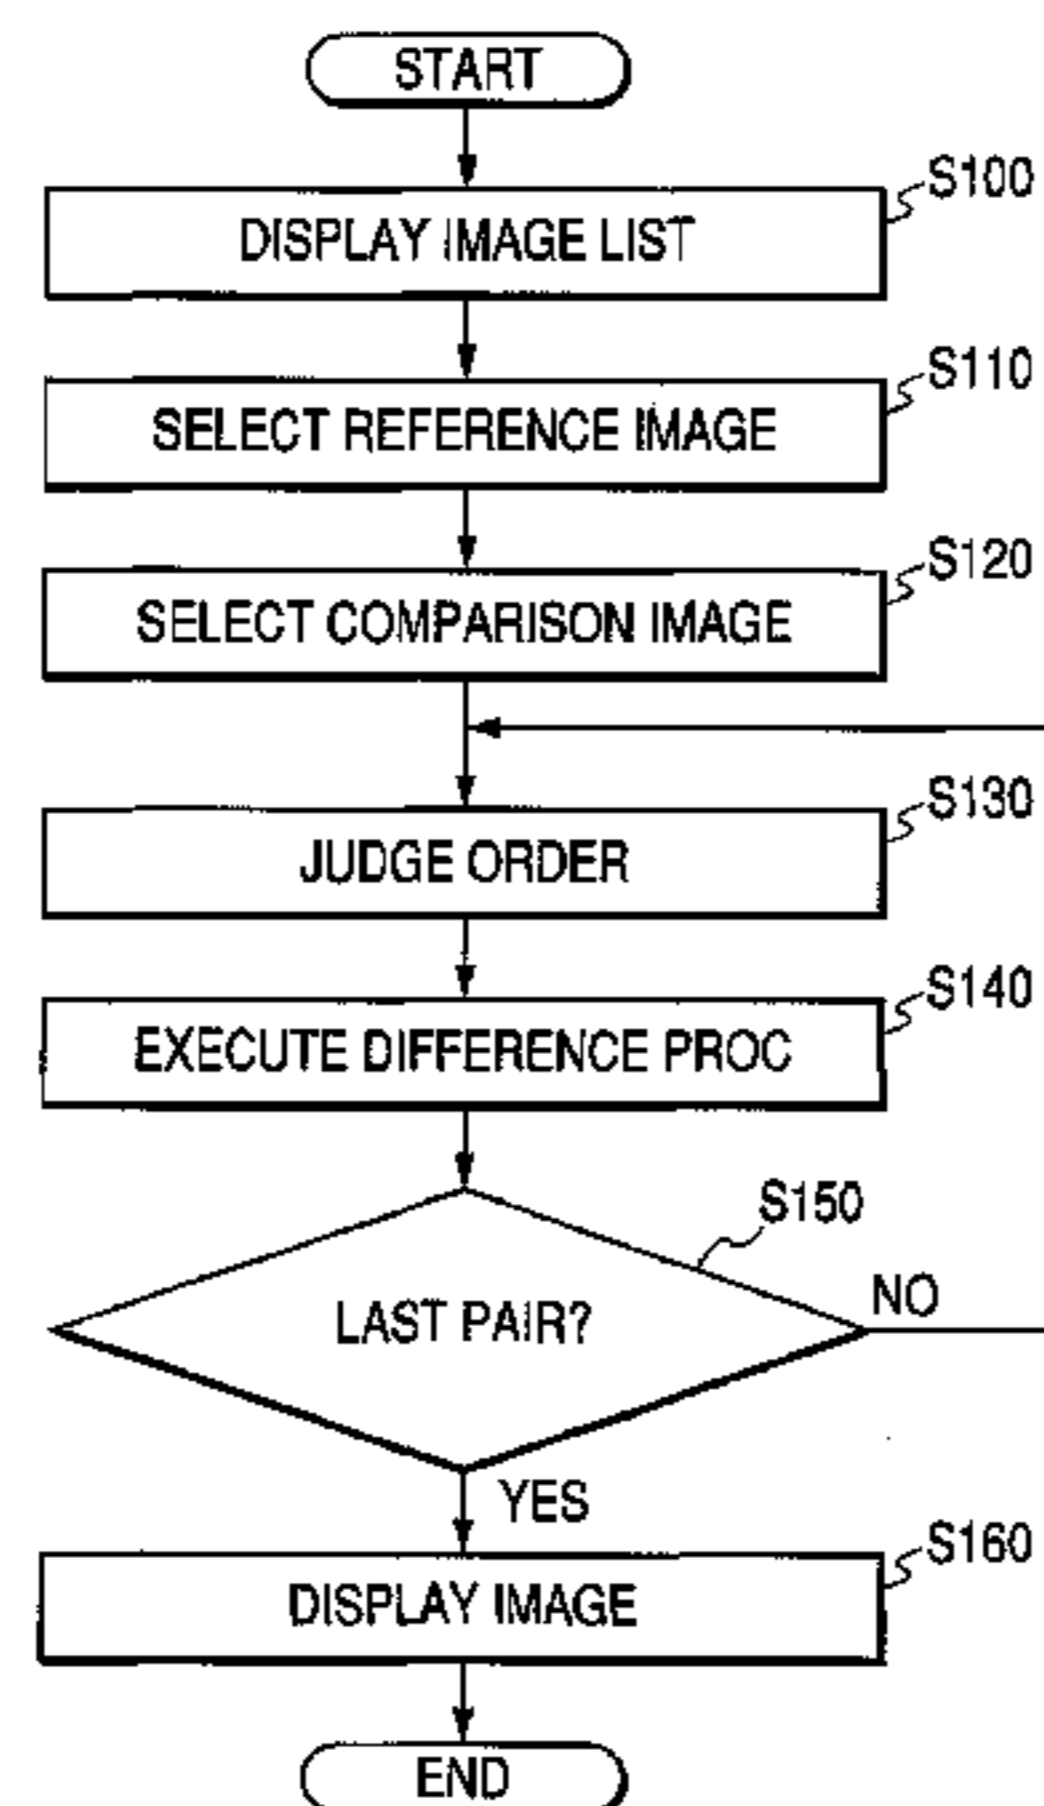 START
S100
DISPLAY IMAGE LIST
S110
SELECT REFERENCE IMAGE
S120
SELECT COMPARISON IMAGE
S130
JUDGE ORDER
S140
EXECUTE DIFFERENCE PROC
S150
LAST PAIR?
NO
YES
S160
DISPLAY IMAGE
END